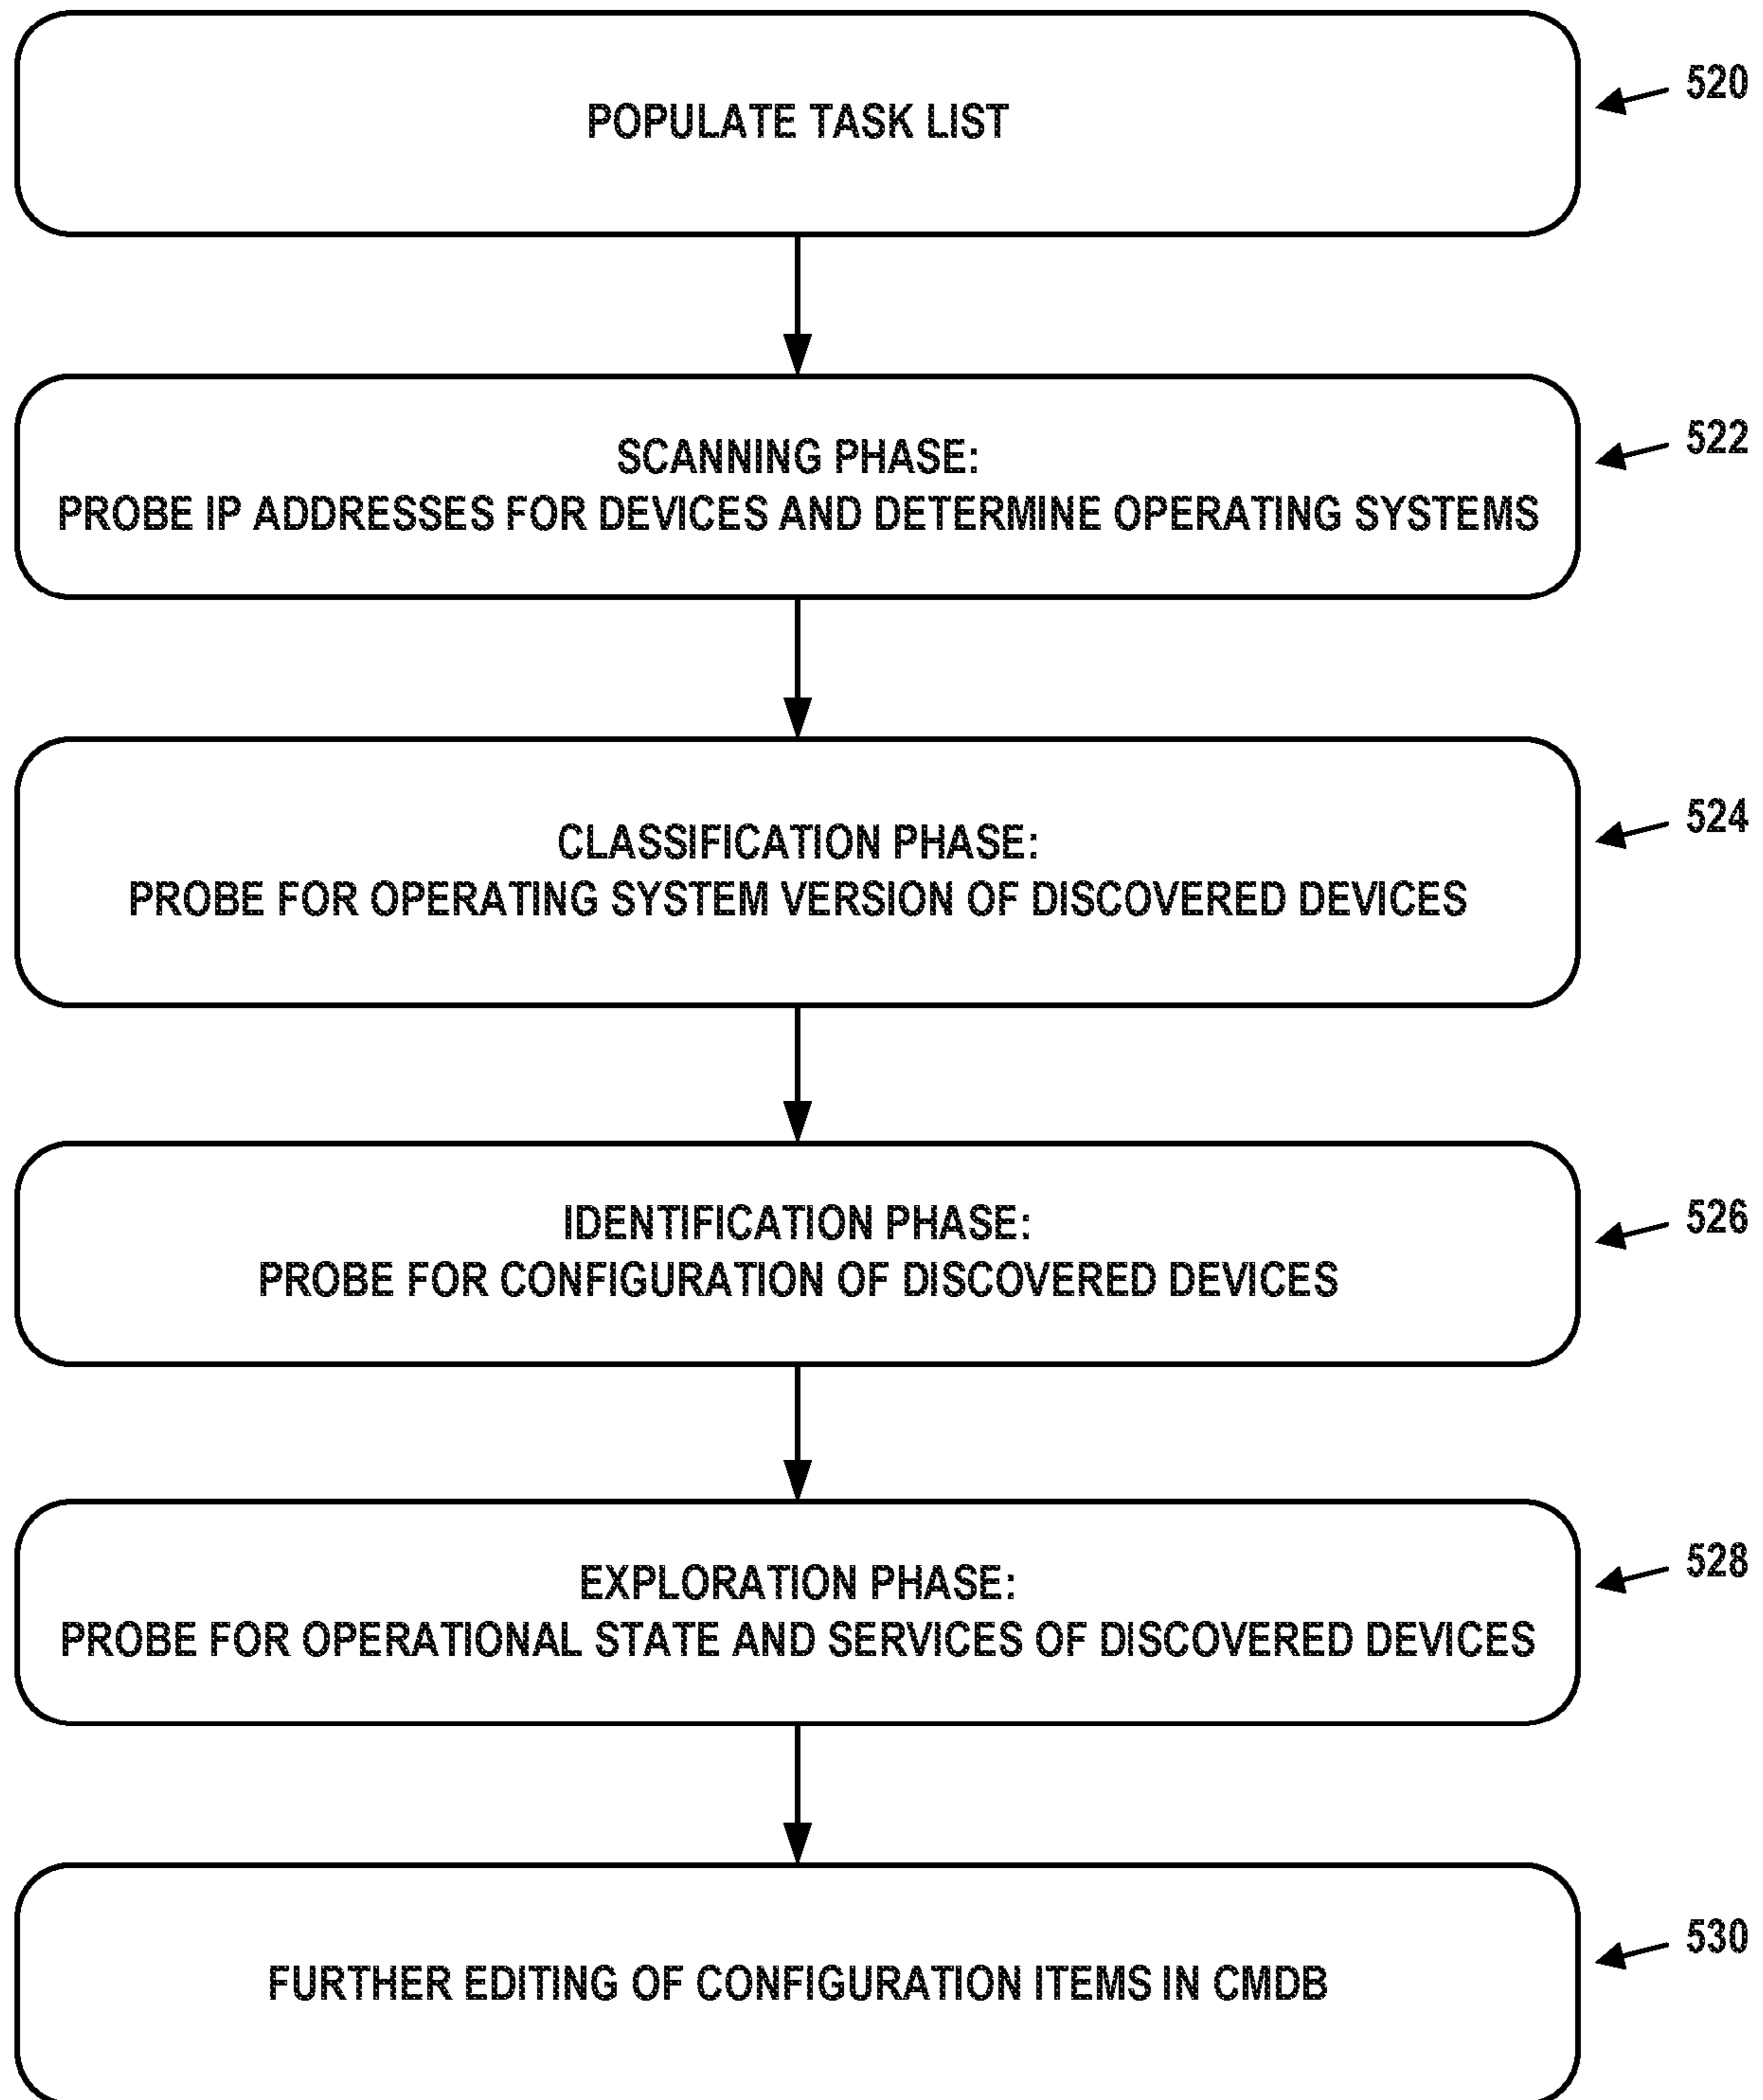 POPULATE TASK LIST
520
SCANNING PHASE:
PROBE IP ADDRESSES FOR DEVICES AND DETERMINE OPERATING SYSTEMS
522
CLASSIFICATION PHASE:
PROBE FOR OPERATING SYSTEM VERSION OF DISCOVERED DEVICES
524
IDENTIFICATION PHASE:
PROBE FOR CONFIGURATION OF DISCOVERED DEVICES
526
EXPLORATION PHASE:
PROBE FOR OPERATIONAL STATE AND SERVICES OF DISCOVERED DEVICES
528
FURTHER EDITING OF CONFIGURATION ITEMS IN CMDB
530